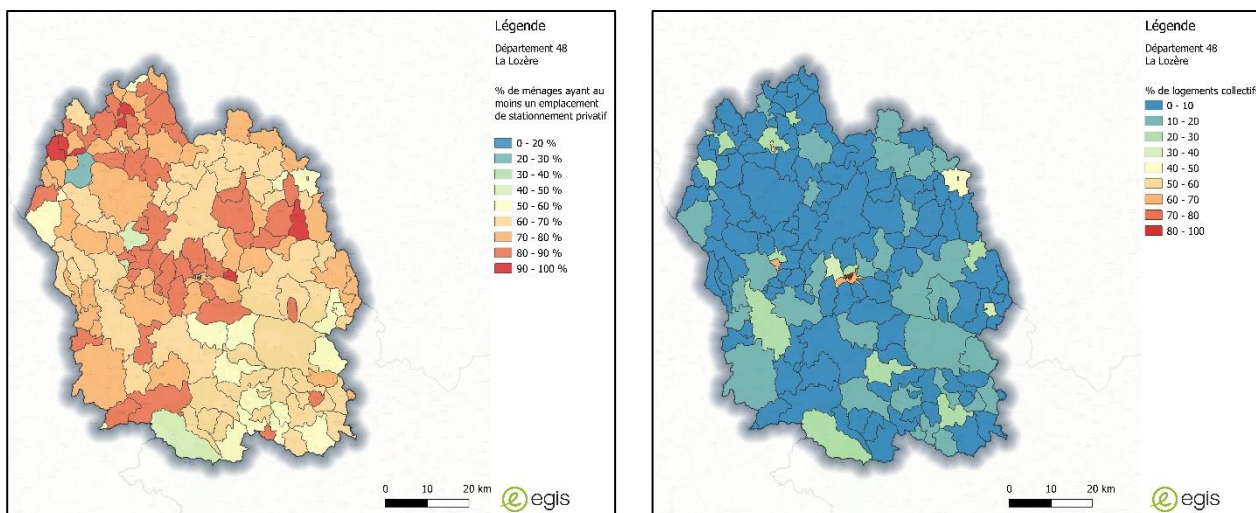 Légende
Département 48
La Lozère
% de ménages ayant au
moins un emplacement
de stationnement privatif
0 - 20 %
20 - 30 %
30 - 40 %
40 - 50 %
50 - 60 %
60 - 70 %
70 - 80 %
80 - 90 %
90 - 100 %
0 10 20 km
egis
Légende
Département 48
La Lozère
% de logements collectifs
0 - 10
10 - 20
20 - 30
30 - 40
40 - 50
50 - 60
60 - 70
70 - 80
80 - 100
0 10 20 km
egis